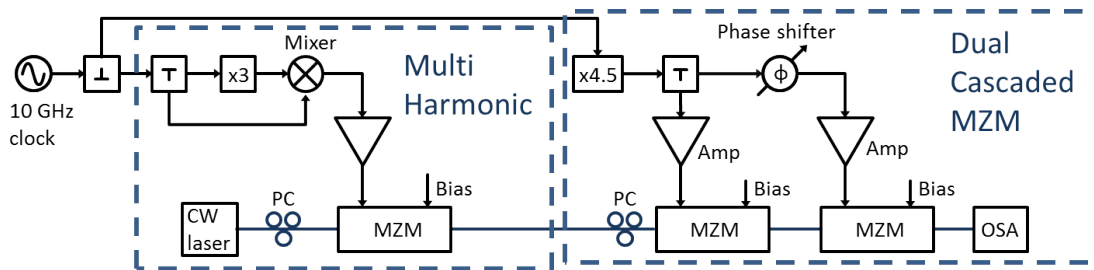 10 GHz
clock
⊥
T
x3
Mixer
Multi
Harmonic
x4.5
T
Phase shifter
ϕ
Dual
Cascaded
MZM
Amp
Amp
CW
laser
PC
MZM
Bias
PC
MZM
Bias
MZM
Bias
OSA